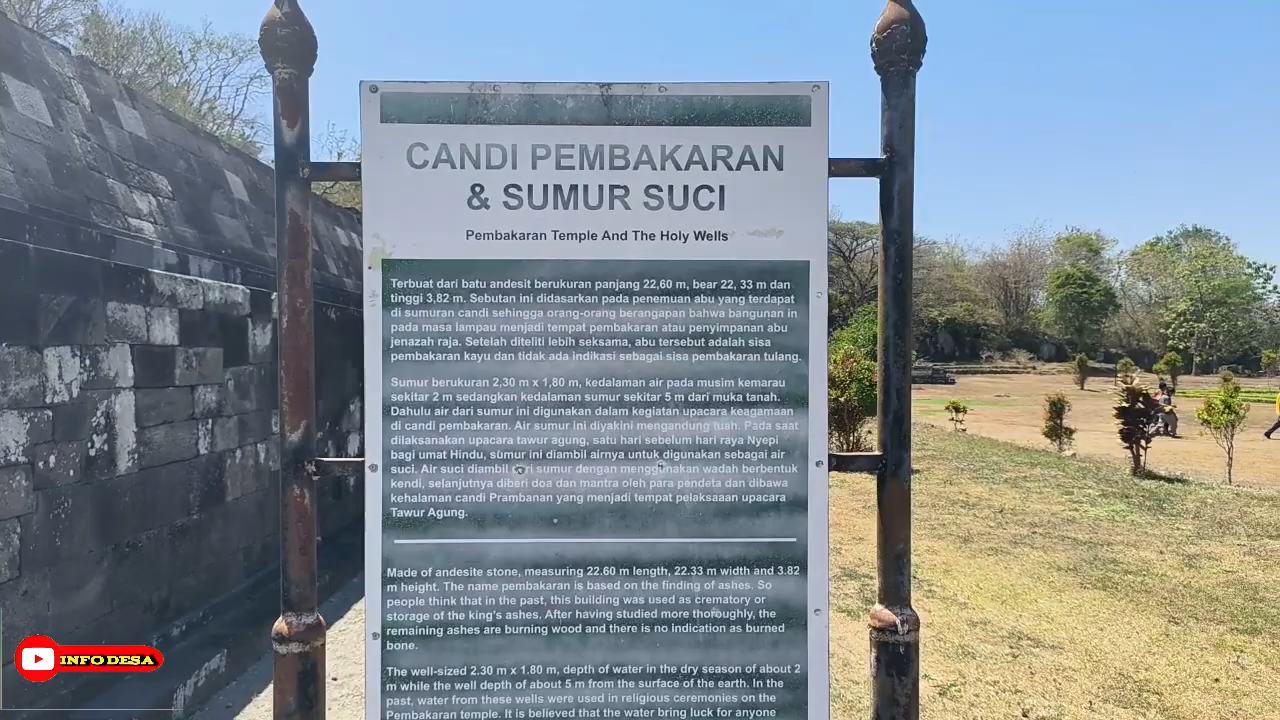 CANDI PEMBAKARAN
& SUMUR SUCI
Pembakaran Temple And The Holy Wells
Terbuat dari batu andesit berukuran panjang 22,60 m, bear 22, 33 m dan
tinggi 3,82 m. Sebutan ini didasarkan pada penemuan abu yang terdapat
di sumuran candi sehingga orang-orang berangapan bahwa bangunan in
pada masa lampau menjadi tempat pembakaran atau penyimpanan abu
jenazah raja. Setelah diteliti lebih seksama, abu tersebut adalah sisa
pembakaran kayu dan tidak ada indikasi sebagai sisa pembakaran tulang.
Sumur berukuran 2,30 m x 1,80 m, kedalaman air pada musim kemarau
sekitar 2 m sedangkan kedalaman sumur sekitar 5 m dari muka tanah.
Dahulu air dari sumur ini digunakan dalam kegiatan upacara keagamaan
di candi pembakaran. Air sumur ini diyakini mengandung tuah. Pada saat
dilaksanakan upacara tawur agung, satu hari sebelum hari raya Nyepi
bagi umat Hindu, sumur ini diambil airnya untuk digunakan sebagai air
suci. Air suci diambil dari sumur dengan menggunakan wadah berbentuk
kendi, selanjutnya diberi doa dan mantra oleh para pendeta dan dibawa
kehalaman candi Prambanan yang menjadi tempat pelaksaaan upacara
Tawur Agung.
Made of andesite stone, measuring 22.60 m length, 22.33 m width and 3.82
m height. The name pembakaran is based on the finding of ashes. So
people think that in the past, this building was used as crematory or
storage of the king's ashes. After having studied more thoroughly, the
remaining ashes are burning wood and there is no indication as burned
bone.
The well-sized 2.30 m x 1.80 m, depth of water in the dry season of about 2
m while the well depth of about 5 m from the surface of the earth. In the
past, water from these wells were used in religious ceremonies on the
Pembakaran temple. It is believed that the water bring luck for anyone
INFO DESA